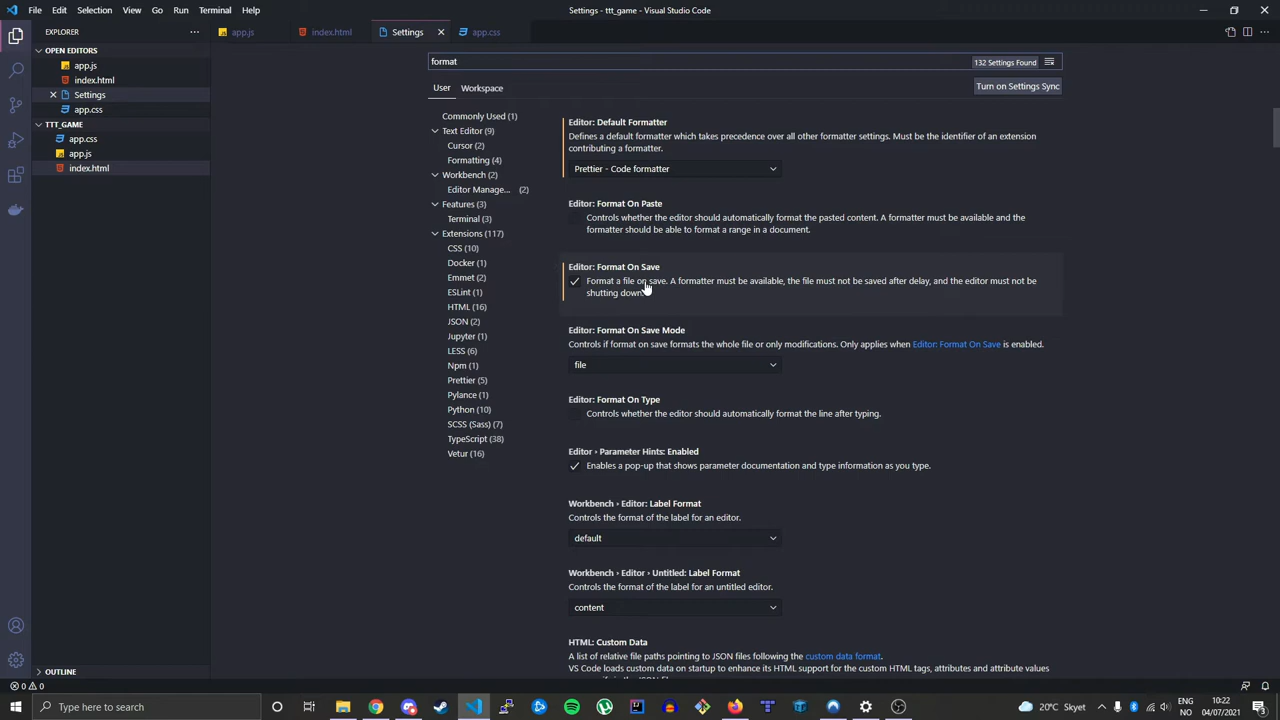 File Edit Selection View Go Run Terminal Help
Settings - ttt_game - Visual Studio Code
EXPLORER
OPEN EDITORS
app.js
index.html
Settings
app.css
TTT_GAME
app.css
app.js
index.html
OUTLINE
app.js index.html Settings app.css
format
132 Settings Found
User Workspace
Turn on Settings Sync
Commonly Used (1)
Text Editor (9)
Cursor (2)
Formatting (4)
Workbench (2)
Editor Manage... (2)
Features (3)
Terminal (3)
Extensions (117)
CSS (10)
Docker (1)
Emmet (2)
ESLint (1)
HTML (16)
JSON (2)
Jupyter (1)
LESS (6)
Npm (1)
Prettier (5)
Pylance (1)
Python (10)
SCSS (Sass) (7)
TypeScript (38)
Vetur (16)
Editor: Default Formatter
Defines a default formatter which takes precedence over all other formatter settings. Must be the identifier of an extension
contributing a formatter.
Prettier - Code formatter
Editor: Format On Paste
Controls whether the editor should automatically format the pasted content. A formatter must be available and the
formatter should be able to format a range in a document.
Editor: Format On Save
Format a file on save. A formatter must be available, the file must not be saved after delay, and the editor must not be
shutting down.
Editor: Format On Save Mode
Controls if format on save formats the whole file or only modifications. Only applies when Editor: Format On Save is enabled.
file
Editor: Format On Type
Controls whether the editor should automatically format the line after typing.
Editor › Parameter Hints: Enabled
Enables a pop-up that shows parameter documentation and type information as you type.
Workbench › Editor: Label Format
Controls the format of the label for an editor.
default
Workbench › Editor › Untitled: Label Format
Controls the format of the label for an untitled editor.
content
HTML: Custom Data
A list of relative file paths pointing to JSON files following the custom data format.
VS Code loads custom data on startup to enhance its HTML support for the custom HTML tags, attributes and attribute values
0 0
Type here to search
20°C Skyet
ENG
NO
10:22
04/07/2021